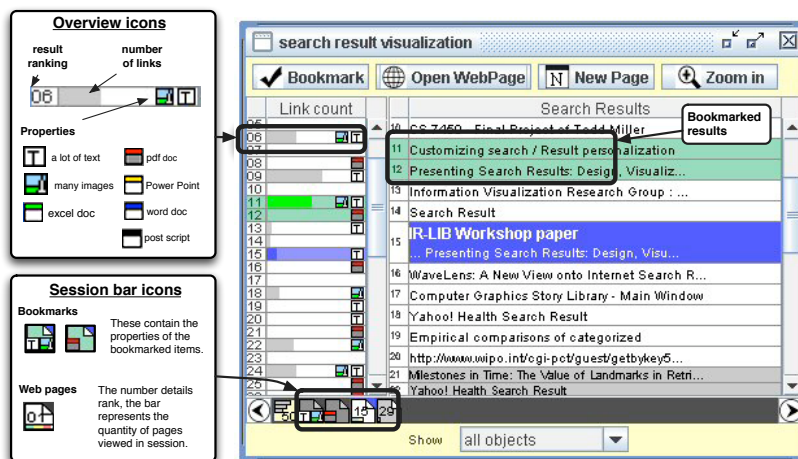 Overview icons
result ranking
number of links
06
Properties
a lot of text
many images
excel doc
pdf doc
Power Point
word doc
post script
Session bar icons
Bookmarks
These contain the properties of the bookmarked items.
Web pages
01
The number details rank, the bar represents the quantity of pages viewed in session.
search result visualization
Bookmark
Open WebPage
N New Page
Zoom in
Link count
Search Results
Bookmarked results
05
06
07
08
09
10
11
12
13
14
15
16
17
18
19
20
21
22
23
24
25
10 CS 7450 - Final Project of Todd Miller
11 Customizing search / Result personalization
12 Presenting Search Results: Design, Visualiz...
13 Information Visualization Research Group : ...
14 Search Result
15 IR-LIB Workshop paper
... Presenting Search Results: Design, Visu...
16 WaveLens: A New View onto Internet Search R...
17 Computer Graphics Story Library - Main Window
18 Yahoo! Health Search Result
19 Empirical comparisons of categorized
20 http://www.wipo.int/cgi-pct/guest/getbykey5...
21 Milestones in Time: The Value of Landmarks in Retri...
22 Yahoo! Health Search Result
50
15
29
Show
all objects